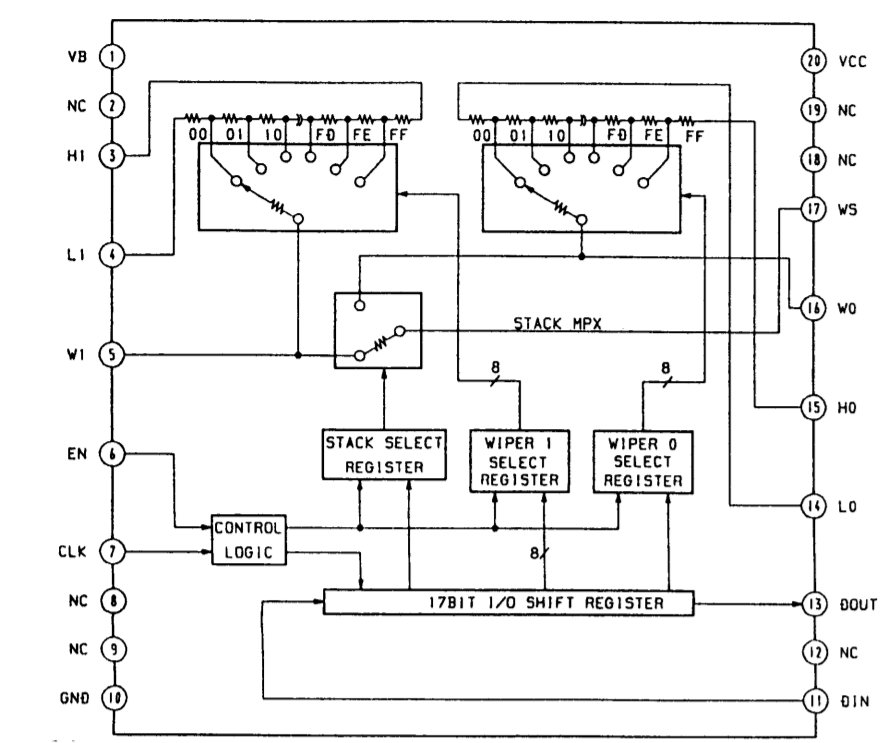 VB 1
20 VCC
NC 2
19 NC
00 01 10 FD FE FF
00 01 10 FD FE FF
H1 3
18 NC
17 WS
L1 4
16 W0
STACK MPX
W1 5
8
8
15 H0
EN 6
STACK SELECT
REGISTER
WIPER 1
SELECT
REGISTER
WIPER 0
SELECT
REGISTER
14 L0
CONTROL
LOGIC
CLK 7
8
NC 8
17BIT I/O SHIFT REGISTER
13 DOUT
NC 9
12 NC
GND 10
11 DIN